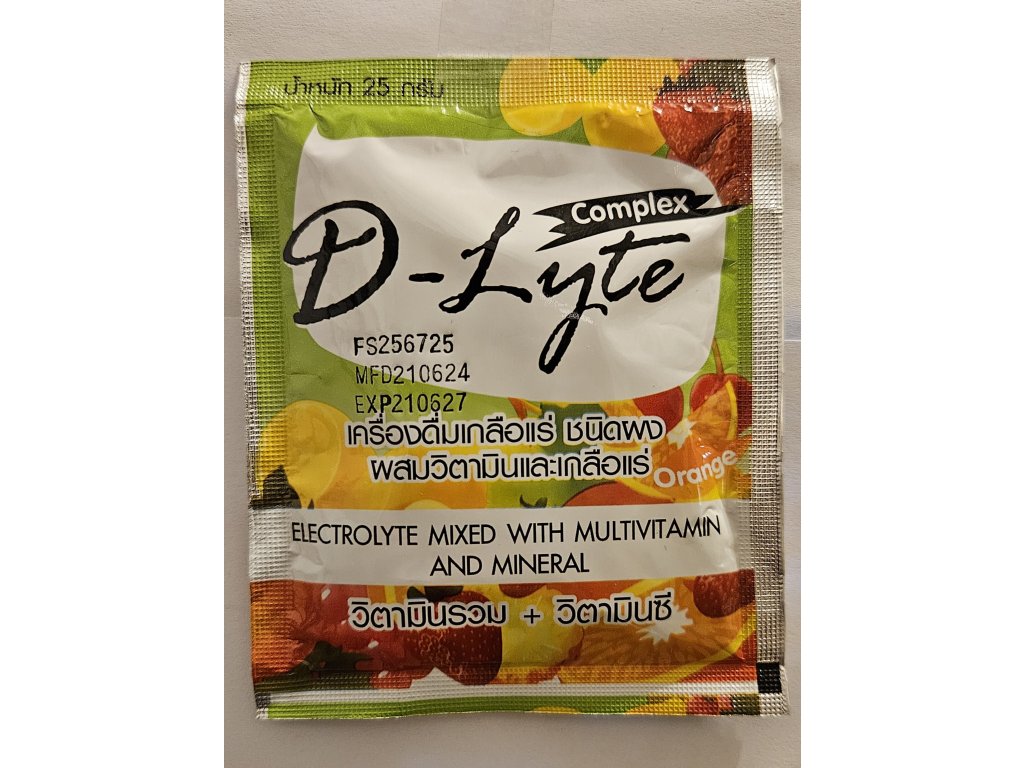 น้ำหนัก 25 กรัม
Complex
D-Lyte
FS256725
MFD210624
EXP210627
เครื่องดื่มเกลือแร่ ชนิดผง
ผสมวิตามินและเกลือแร่
Orange
ELECTROLYTE MIXED WITH MULTIVITAMIN
AND MINERAL
วิตามินรวม + วิตามินซี